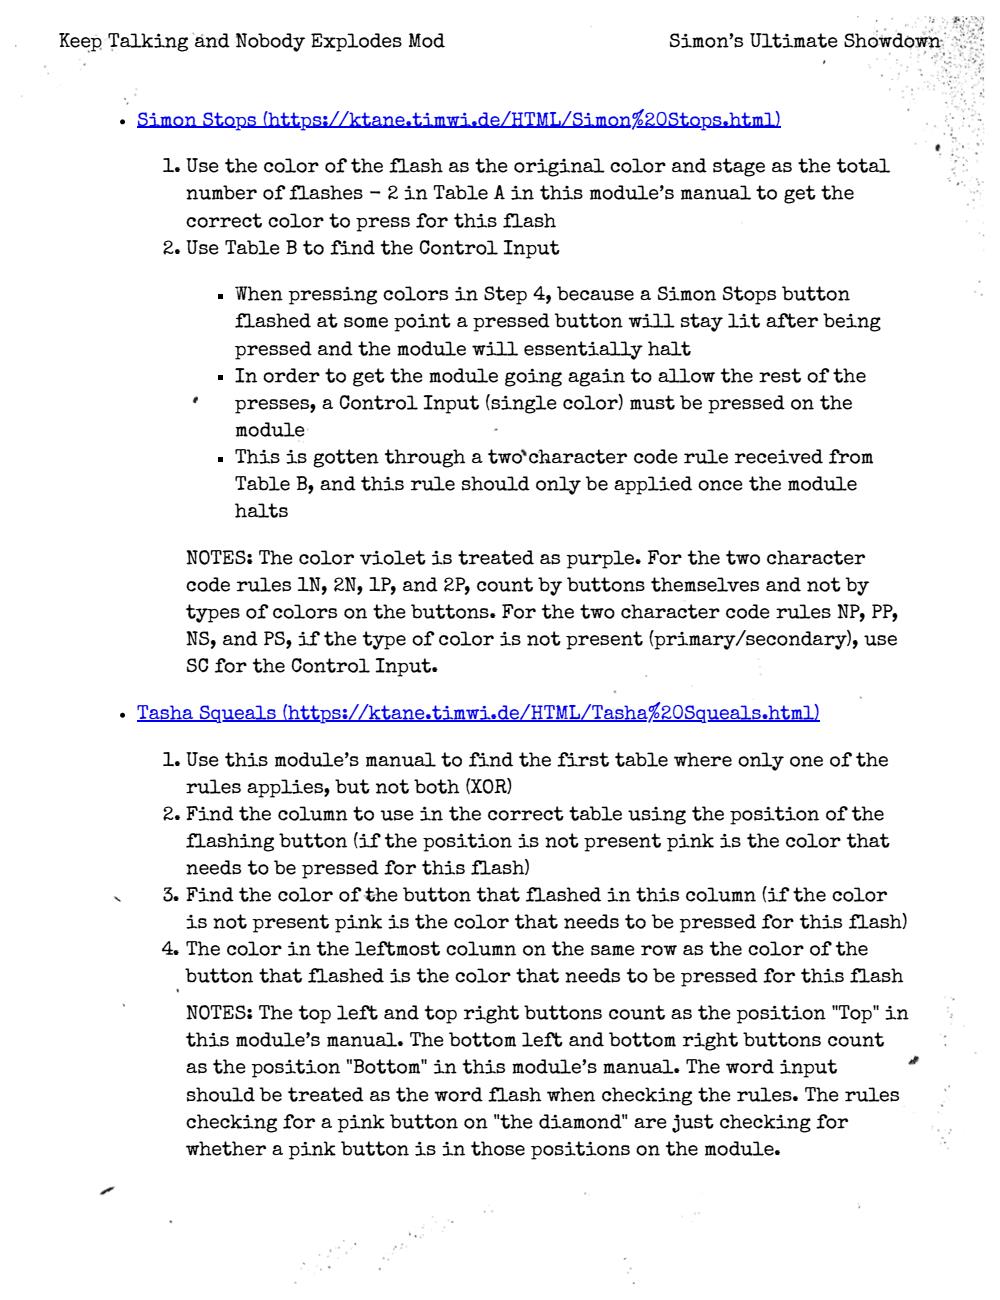 Keep Talking and Nobody Explodes Mod
Simon's Ultimate Showdown
• Simon Stops (https://ktane.timwi.de/HTML/Simon%20Stops.html)
1. Use the color of the flash as the original color and stage as the total
number of flashes – 2 in Table A in this module's manual to get the
correct color to press for this flash
2. Use Table B to find the Control Input
▪ When pressing colors in Step 4, because a Simon Stops button
flashed at some point a pressed button will stay lit after being
pressed and the module will essentially halt
▪ In order to get the module going again to allow the rest of the
presses, a Control Input (single color) must be pressed on the
module
▪ This is gotten through a two character code rule received from
Table B, and this rule should only be applied once the module
halts
NOTES: The color violet is treated as purple. For the two character
code rules 1N, 2N, 1P, and 2P, count by buttons themselves and not by
types of colors on the buttons. For the two character code rules NP, PP,
NS, and PS, if the type of color is not present (primary/secondary), use
SC for the Control Input.
• Tasha Squeals (https://ktane.timwi.de/HTML/Tasha%20Squeals.html)
1. Use this module's manual to find the first table where only one of the
rules applies, but not both (XOR)
2. Find the column to use in the correct table using the position of the
flashing button (if the position is not present pink is the color that
needs to be pressed for this flash)
3. Find the color of the button that flashed in this column (if the color
is not present pink is the color that needs to be pressed for this flash)
4. The color in the leftmost column on the same row as the color of the
button that flashed is the color that needs to be pressed for this flash
NOTES: The top left and top right buttons count as the position "Top" in
this module's manual. The bottom left and bottom right buttons count
as the position "Bottom" in this module's manual. The word input
should be treated as the word flash when checking the rules. The rules
checking for a pink button on "the diamond" are just checking for
whether a pink button is in those positions on the module.